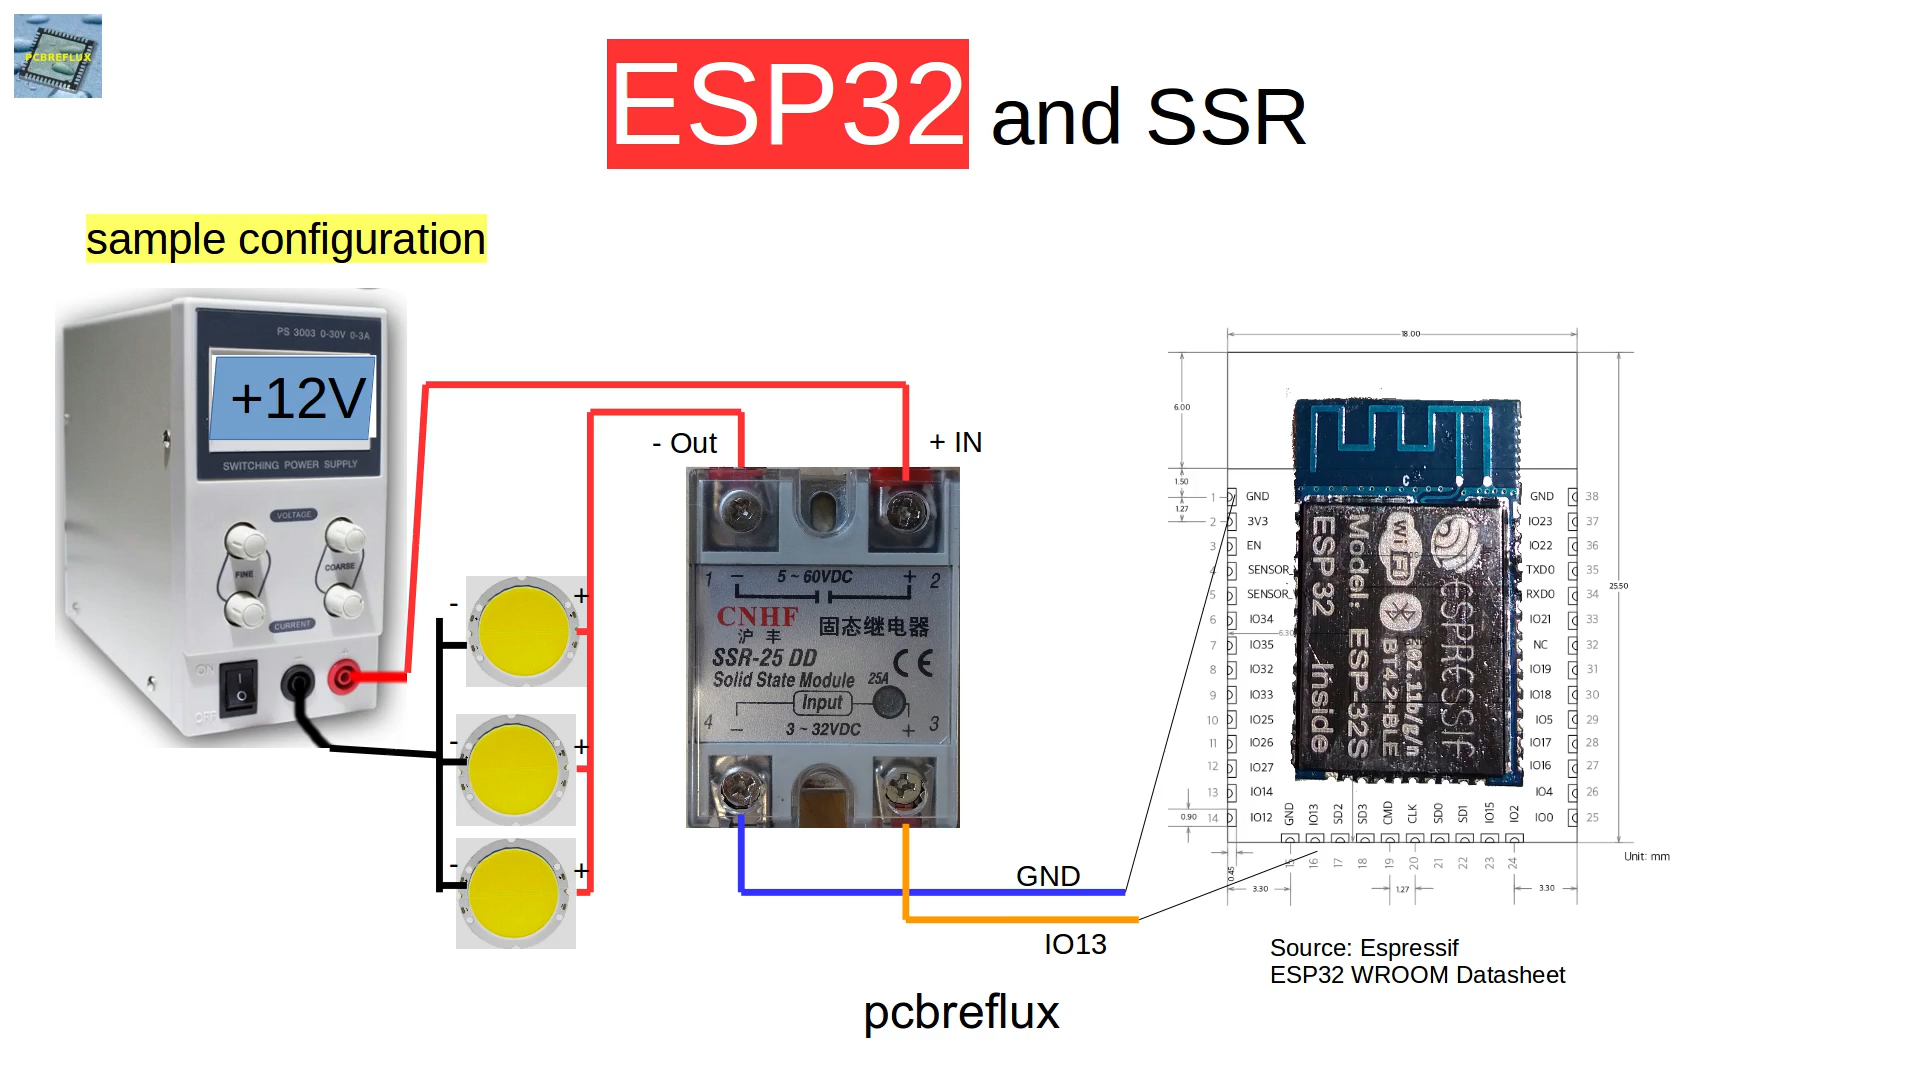 PCBREFLUX
ESP32 and SSR
sample configuration
PS 3003 0-30V 0-3A
+12V
SWITCHING POWER SUPPLY
VOLTAGE
FINE
COARSE
CURRENT
ON
OFF
- Out
+ IN
- +
- +
- +
1 − 5 ~ 60VDC + 2
CNHF
沪 丰
固态继电器
SSR-25 DD
CE
Solid State Module 25A
Input
4 − 3 ~ 32VDC + 3
GND
IO13
18.00
6.00
1.50
1.27
25.50
6.30
0.90
0.45
3.30
1.27
3.30
Unit: mm
1 GND
2 3V3
3 EN
4 SENSOR_
5 SENSOR_
6 IO34
7 IO35
8 IO32
9 IO33
10 IO25
11 IO26
12 IO27
13 IO14
14 IO12
GND IO13 SD2 SD3 CMD CLK SD0 SD1 IO15 IO2
15 16 17 18 19 20 21 22 23 24
GND 38
IO23 37
IO22 36
TXD0 35
RXD0 34
IO21 33
NC 32
IO19 31
IO18 30
IO5 29
IO17 28
IO16 27
IO4 26
IO0 25
C
ESPRESSIF
WiFi
802.11b/g/n
BT4.2+BLE
Model: ESP-32S
ESP32 Inside
Source: Espressif
ESP32 WROOM Datasheet
pcbreflux